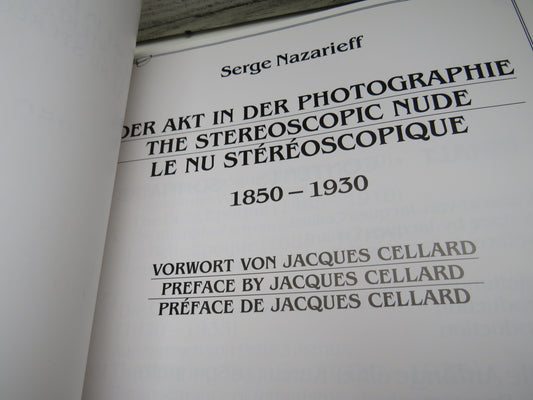 Serge Nazarieff
DER AKT IN DER PHOTOGRAPHIE
THE STEREOSCOPIC NUDE
LE NU STÉRÉOSCOPIQUE
1850 – 1930
VORWORT VON JACQUES CELLARD
PREFACE BY JACQUES CELLARD
PRÉFACE DE JACQUES CELLARD